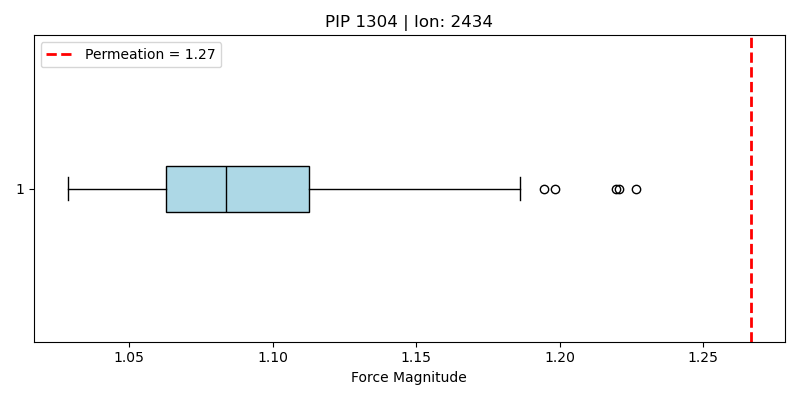 PIP 1304 | Ion: 2434
Permeation = 1.27
1
1.05 1.10 1.15 1.20 1.25
Force Magnitude